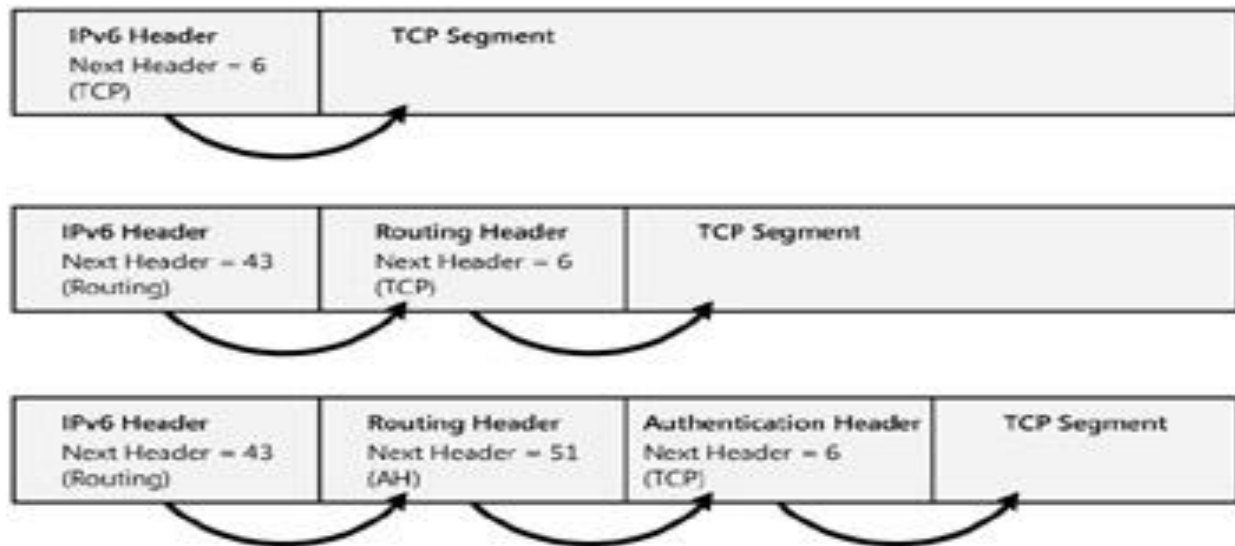 IPv6 Header
Next Header = 6
(TCP)
TCP Segment
IPv6 Header
Next Header = 43
(Routing)
Routing Header
Next Header = 6
(TCP)
TCP Segment
IPv6 Header
Next Header = 43
(Routing)
Routing Header
Next Header = 51
(AH)
Authentication Header
Next Header = 6
(TCP)
TCP Segment